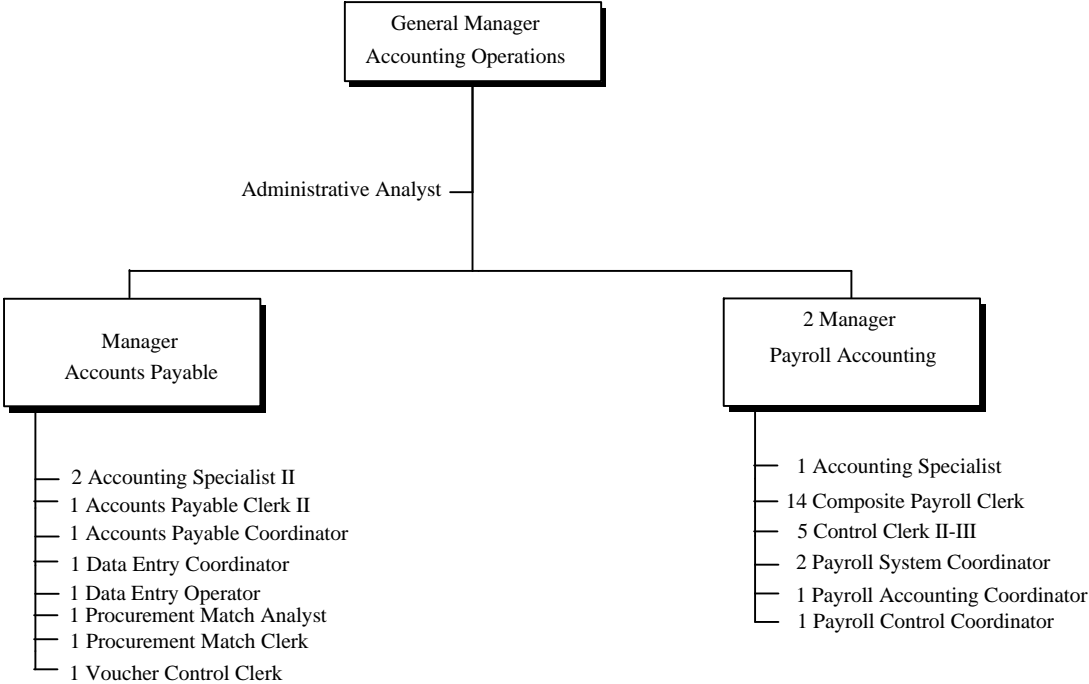 General Manager
Accounting Operations
Administrative Analyst
Manager
Accounts Payable
2 Accounting Specialist II
1 Accounts Payable Clerk II
1 Accounts Payable Coordinator
1 Data Entry Coordinator
1 Data Entry Operator
1 Procurement Match Analyst
1 Procurement Match Clerk
1 Voucher Control Clerk
2 Manager
Payroll Accounting
1 Accounting Specialist
14 Composite Payroll Clerk
5 Control Clerk II-III
2 Payroll System Coordinator
1 Payroll Accounting Coordinator
1 Payroll Control Coordinator